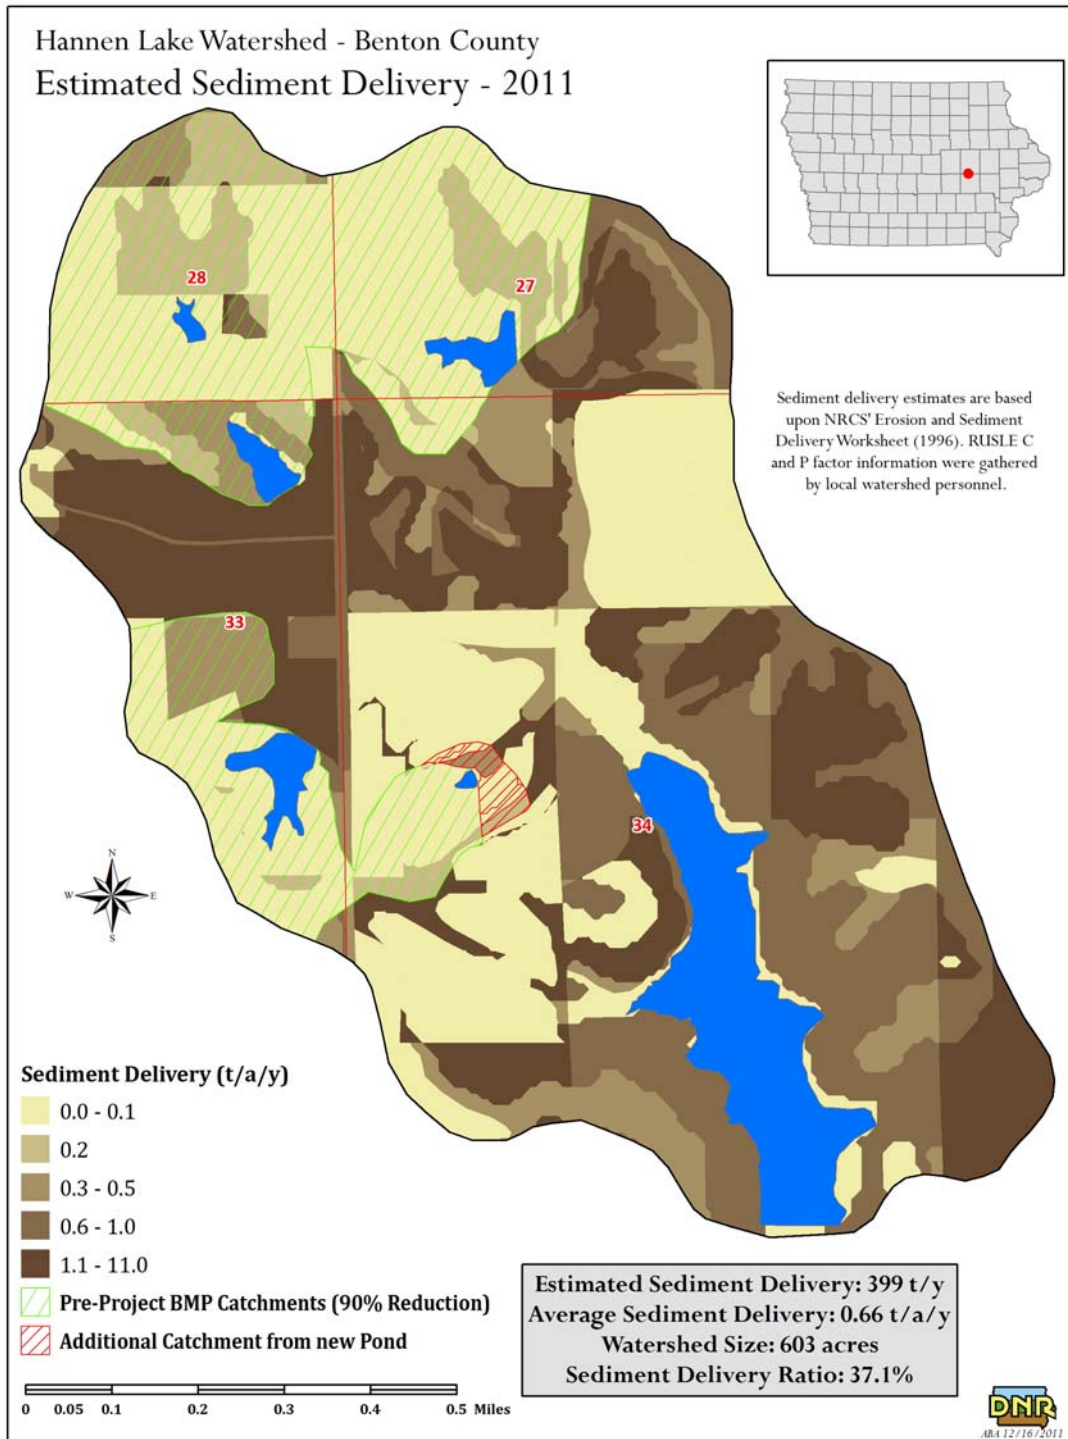 Hannen Lake Watershed - Benton County
Estimated Sediment Delivery - 2011
Sediment delivery estimates are based
upon NRCS' Erosion and Sediment
Delivery Worksheet (1996). RUSLE C
and P factor information were gathered
by local watershed personnel.
28
27
33
34
N
W E
S
Sediment Delivery (t/a/y)
0.0 - 0.1
0.2
0.3 - 0.5
0.6 - 1.0
1.1 - 11.0
Pre-Project BMP Catchments (90% Reduction)
Additional Catchment from new Pond
0 0.05 0.1 0.2 0.3 0.4 0.5 Miles
Estimated Sediment Delivery: 399 t/y
Average Sediment Delivery: 0.66 t/a/y
Watershed Size: 603 acres
Sediment Delivery Ratio: 37.1%
DNR
ABA 12/16/2011